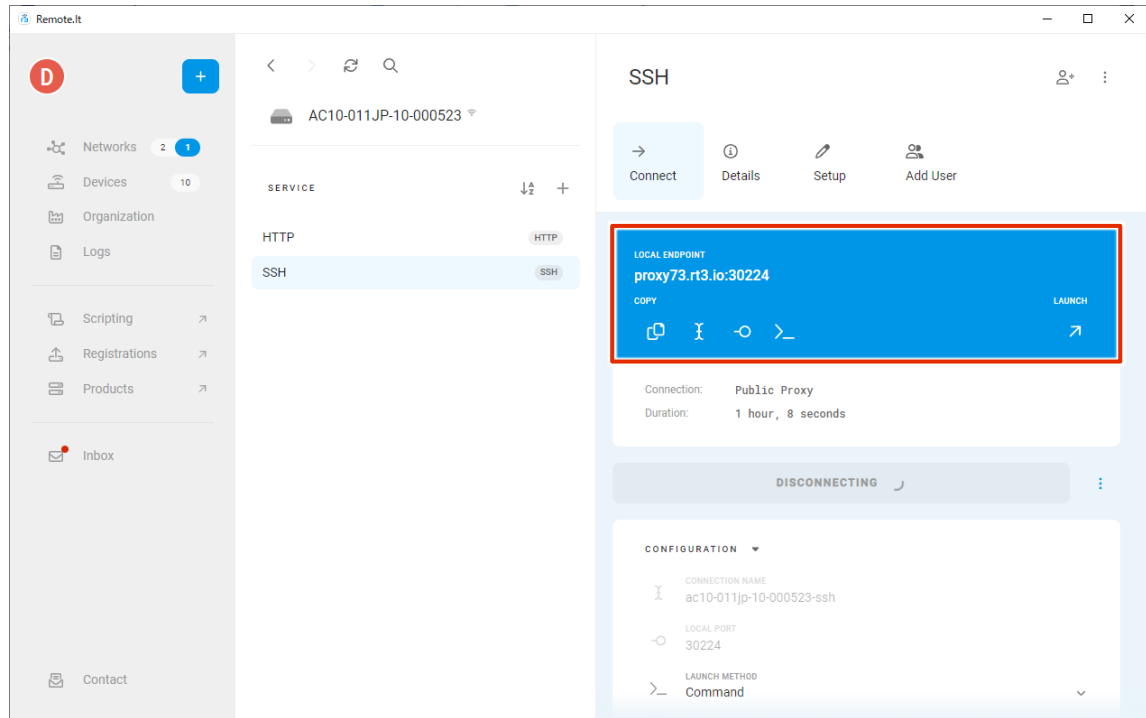 Remote.It
D
+
Networks 2 1
Devices 10
Organization
Logs
Scripting
Registrations
Products
Inbox
Contact
AC10-011JP-10-000523
SERVICE
HTTP HTTP
SSH SSH
SSH
Connect Details Setup Add User
LOCAL ENDPOINT
proxy73.rt3.io:30224
COPY LAUNCH
Connection: Public Proxy
Duration: 1 hour, 8 seconds
DISCONNECTING
CONFIGURATION
CONNECTION NAME
ac10-011jp-10-000523-ssh
LOCAL PORT
30224
LAUNCH METHOD
Command